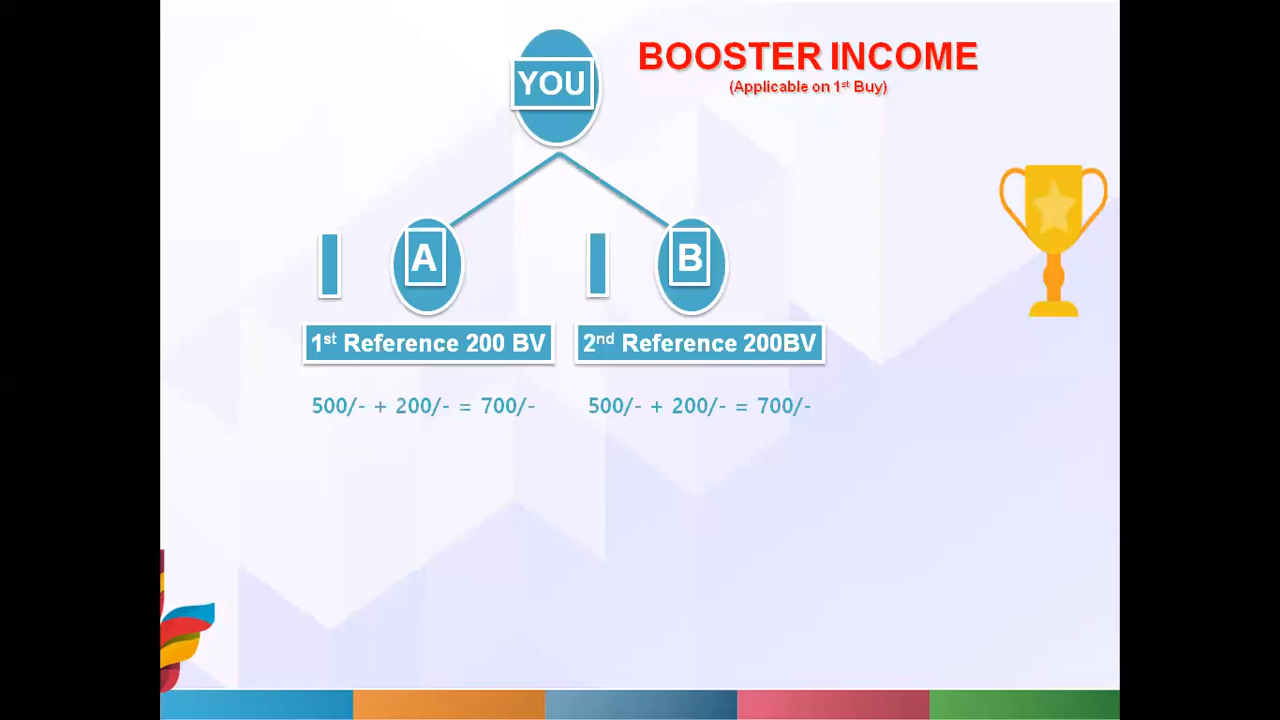 BOOSTER INCOME
(Applicable on 1st Buy)
YOU
A
B
1st Reference 200 BV
2nd Reference 200BV
500/- + 200/- = 700/-
500/- + 200/- = 700/-